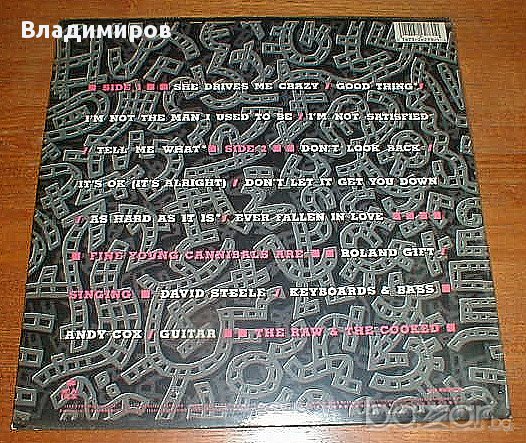 Владимиров
■ SIDE 1 ■ ■ SHE DRIVES ME CRAZY / GOOD THING* /
I'M NOT THE MAN I USED TO BE / I'M NOT SATISFIED
/ TELL ME WHAT* ■ SIDE 2 ■ ■ DON'T LOOK BACK /
IT'S OK (IT'S ALRIGHT) / DON'T LET IT GET YOU DOWN
/ AS HARD AS IT IS* / EVER FALLEN IN LOVE ■ ■ ■ ■
■ FINE YOUNG CANNIBALS ARE ■ ■ ROLAND GIFT /
SINGING ■ DAVID STEELE / KEYBOARDS & BASS ■
ANDY COX / GUITAR ■ ■ THE RAW & THE COOKED ■
базар.bg